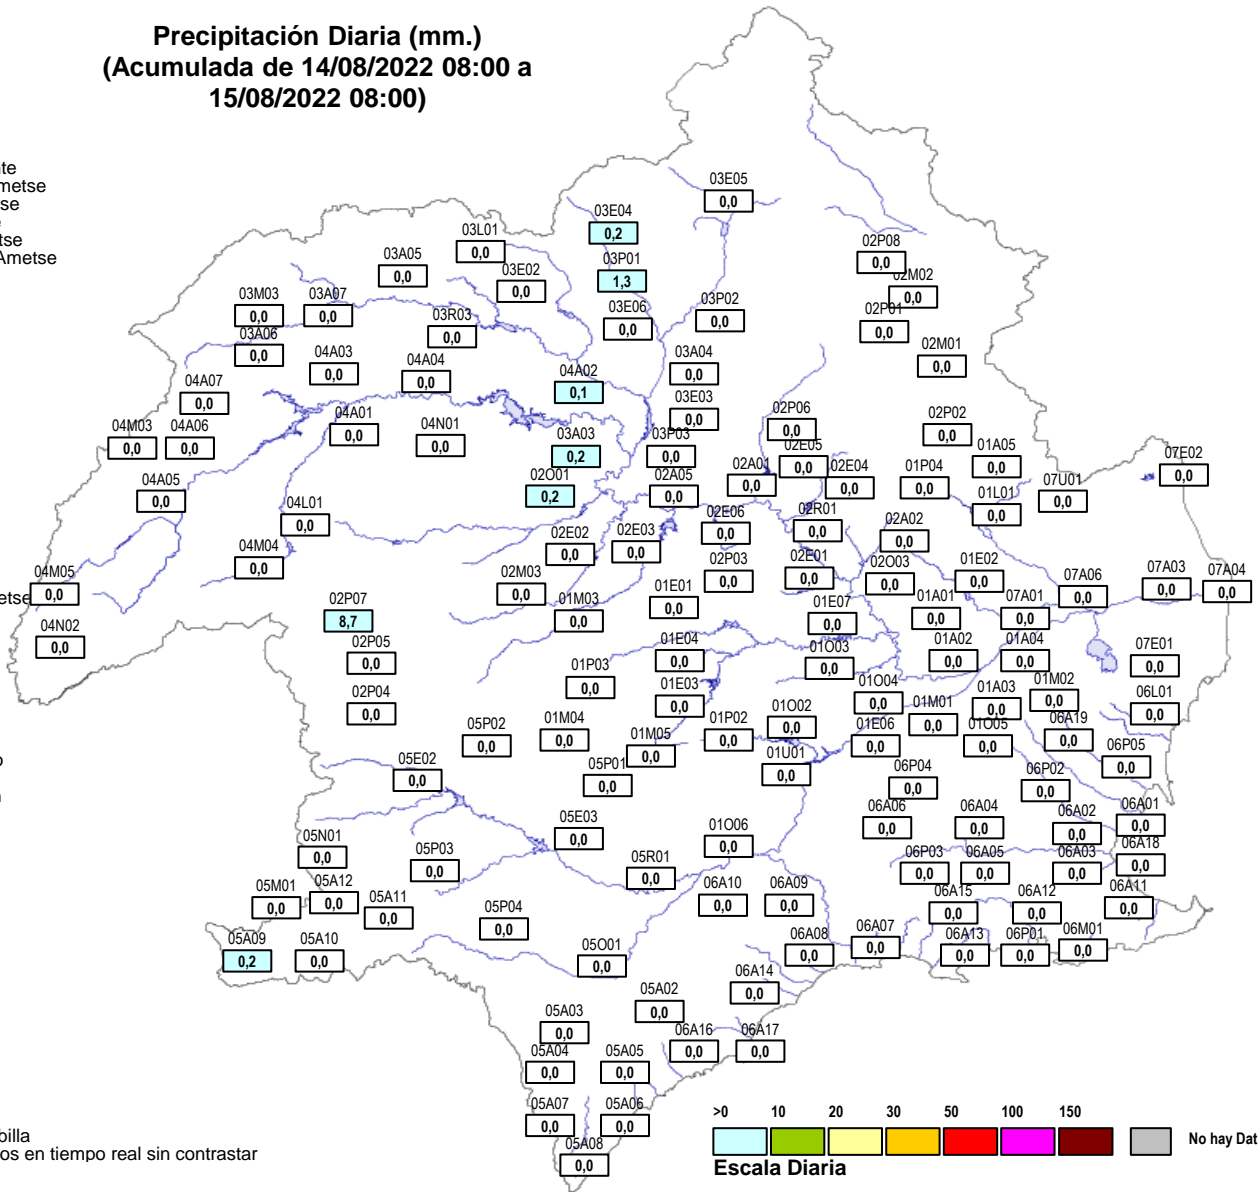 Precipitación Diaria (mm.)
(Acumulada de 14/08/2022 08:00 a
15/08/2022 08:00)
nte
metse
tse
e
tse
Ametse
03E05
0,0
03E04
0,2
03L01
0,0
03P01
1,3
02P08
0,0
03A05
0,0
03E02
0,0
02M02
0,0
03M03
0,0
03A07
0,0
03E06
0,0
03P02
0,0
02P01
0,0
03R03
0,0
03A06
0,0
04A03
0,0
04A04
0,0
03A04
0,0
02M01
0,0
04A02
0,1
04A07
0,0
03E03
0,0
04A01
0,0
02P06
0,0
02P02
0,0
04M03
0,0
04A06
0,0
04N01
0,0
03A03
0,2
03P03
0,0
02E05
0,0
01A05
0,0
07E02
0,0
04A05
0,0
02O01
0,2
02A05
0,0
02A01
0,0
02E04
0,0
01P04
0,0
07U01
0,0
01L01
0,0
04L01
0,0
02E06
0,0
02R01
0,0
02A02
0,0
02E02
0,0
02E03
0,0
04M04
0,0
02P03
0,0
02E01
0,0
02O03
0,0
01E02
0,0
04M05
0,0
etse
02M03
0,0
07A06
0,0
07A03
0,0
07A04
0,0
02P07
8,7
01M03
0,0
01E01
0,0
01E07
0,0
01A01
0,0
07A01
0,0
04N02
0,0
02P05
0,0
01E04
0,0
01O03
0,0
01A02
0,0
01A04
0,0
07E01
0,0
01P03
0,0
01E03
0,0
01O04
0,0
01A03
0,0
01M02
0,0
06L01
0,0
02P04
0,0
01O02
0,0
01M01
0,0
05P02
0,0
01M04
0,0
01M05
0,0
01P02
0,0
01E06
0,0
01O05
0,0
06A19
0,0
06P05
0,0
05E02
0,0
05P01
0,0
01U01
0,0
06P04
0,0
06P02
0,0
05E03
0,0
01O06
0,0
06A06
0,0
06A04
0,0
06A02
0,0
06A01
0,0
05N01
0,0
05P03
0,0
05R01
0,0
06P03
0,0
06A05
0,0
06A03
0,0
06A18
0,0
05M01
0,0
05A12
0,0
05A11
0,0
06A10
0,0
06A09
0,0
06A15
0,0
06A12
0,0
06A11
0,0
05P04
0,0
05A09
0,2
05A10
0,0
05O01
0,0
06A08
0,0
06A07
0,0
06A13
0,0
06P01
0,0
06M01
0,0
05A02
0,0
06A14
0,0
05A03
0,0
06A16
0,0
06A17
0,0
05A04
0,0
05A05
0,0
05A07
0,0
05A06
0,0
05A08
0,0
billa
os en tiempo real sin contrastar
>0 10 20 30 50 100 150
No hay Dat
Escala Diaria